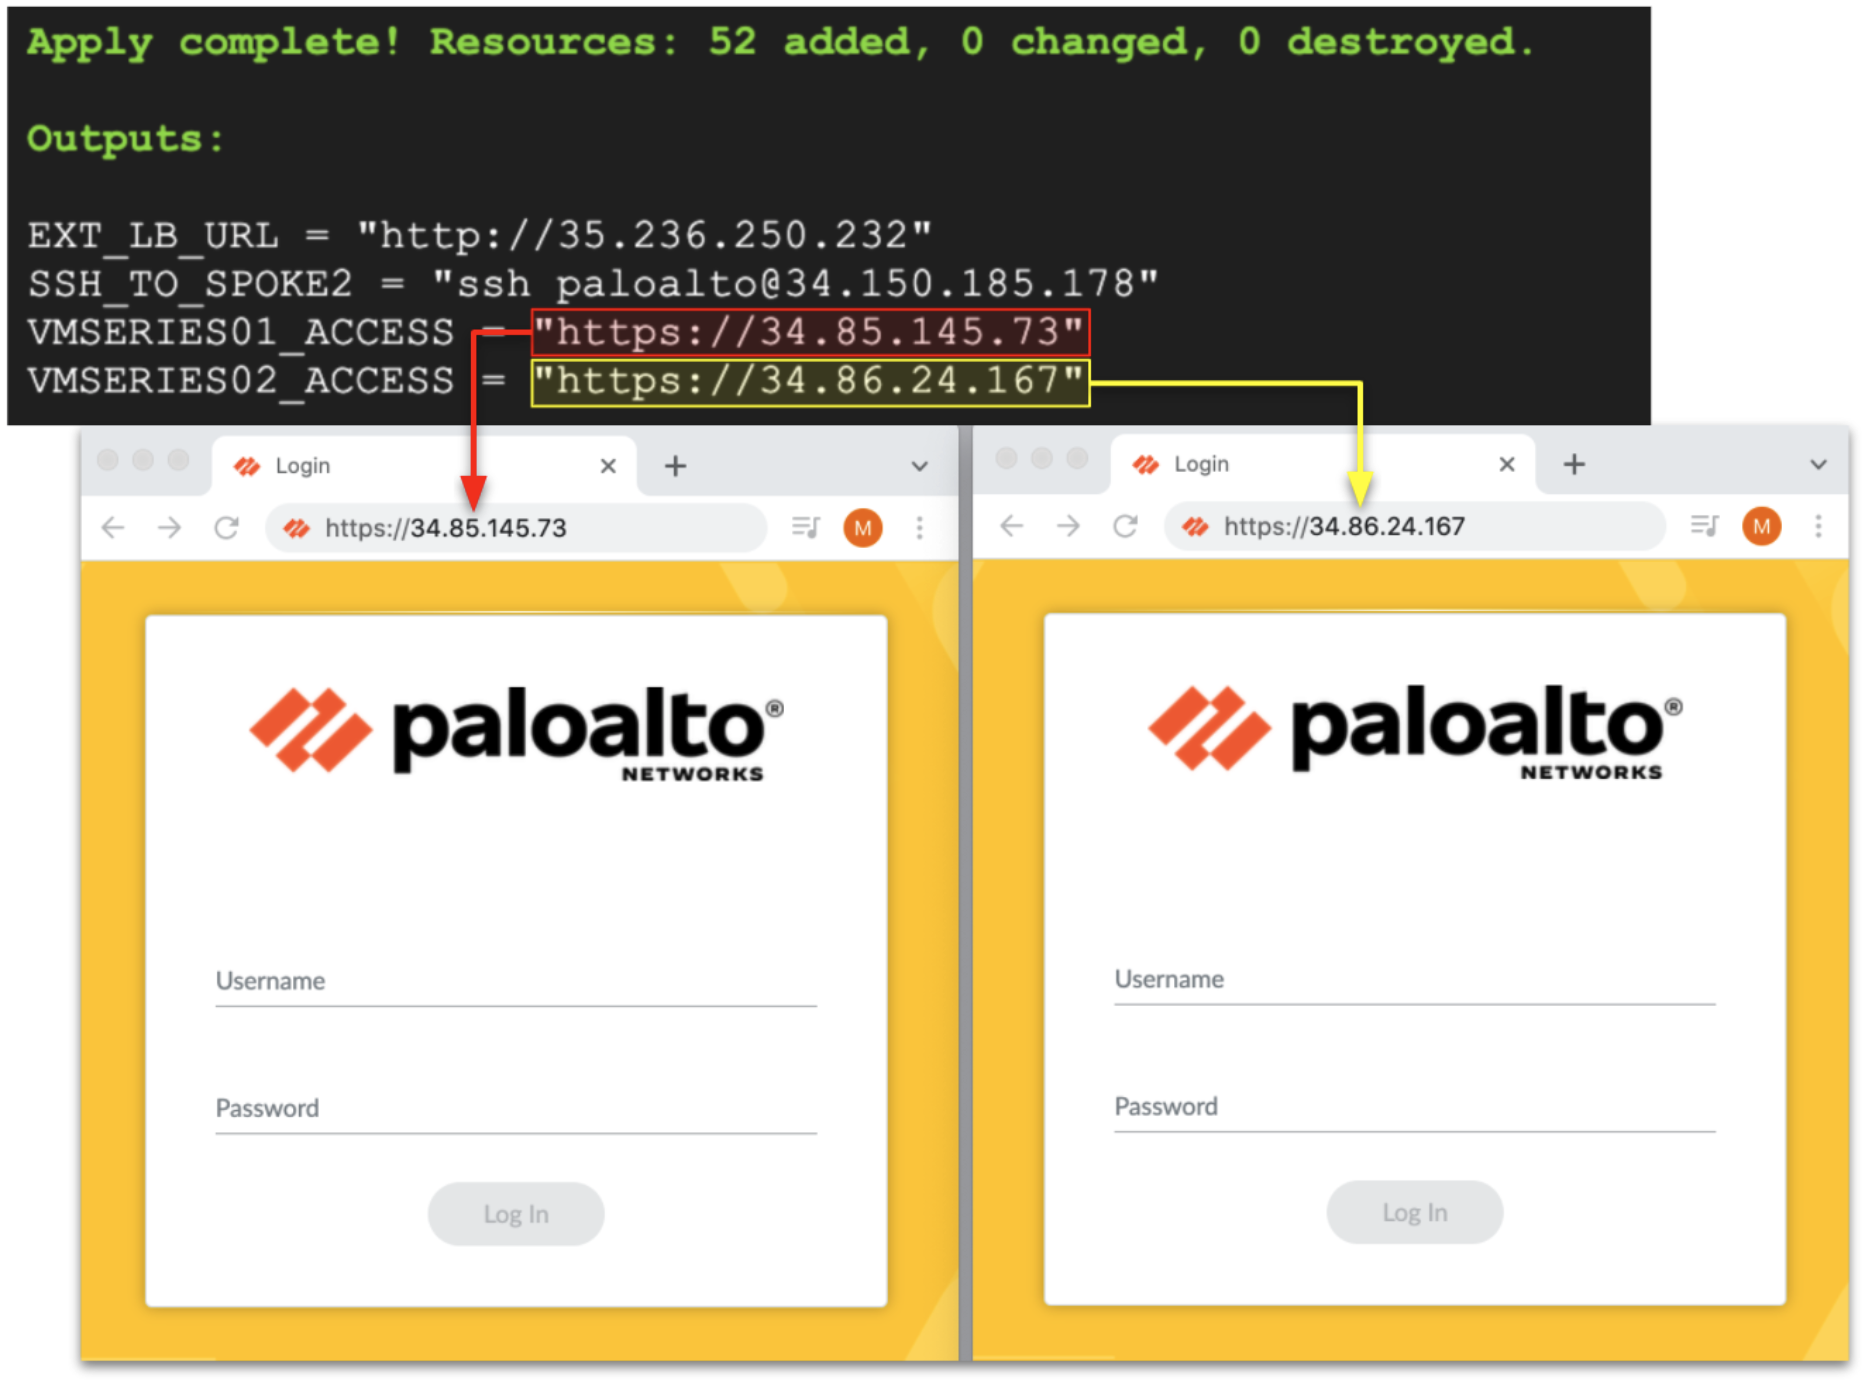 Apply complete! Resources: 52 added, 0 changed, 0 destroyed.
Outputs:
EXT_LB_URL = "http://35.236.250.232"
SSH_TO_SPOKE2 = "ssh paloalto@34.150.185.178"
VMSERIES01_ACCESS = "https://34.85.145.73"
VMSERIES02_ACCESS = "https://34.86.24.167"
Login
https://34.85.145.73
M
paloalto®
NETWORKS
Username
Password
Log In
Login
https://34.86.24.167
M
paloalto®
NETWORKS
Username
Password
Log In